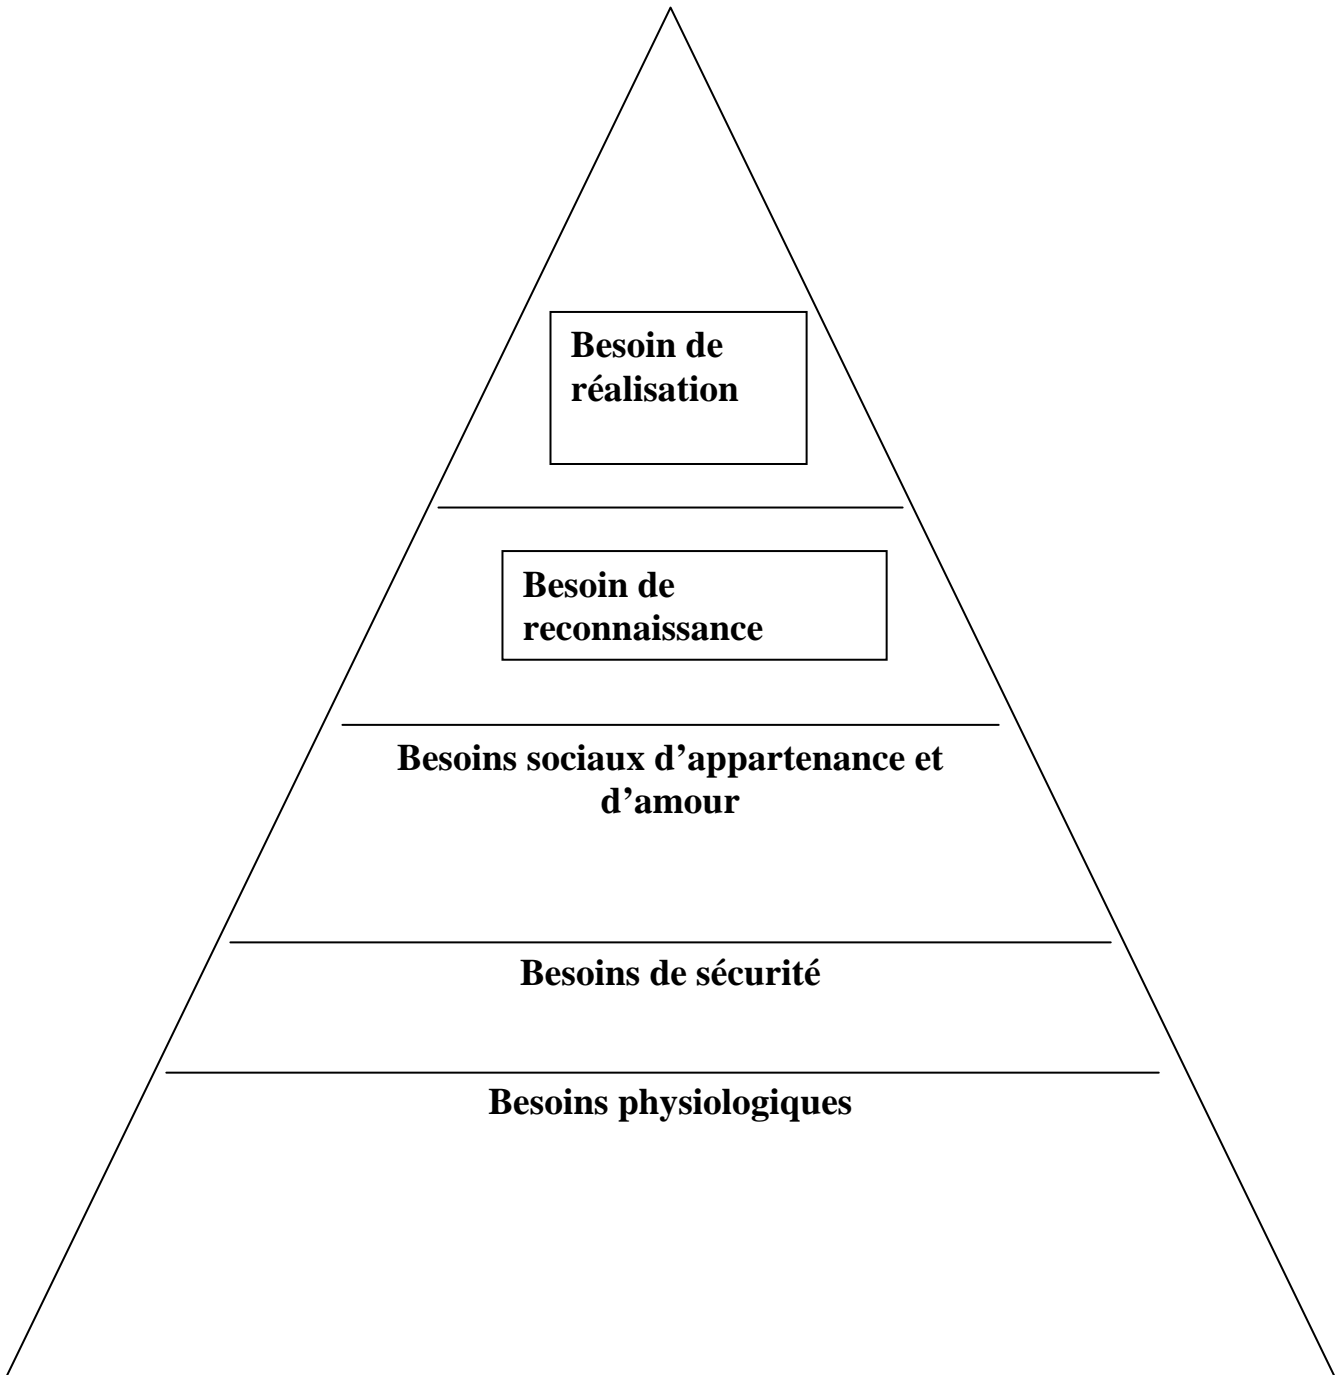 Besoin de
réalisation
Besoin de
reconnaissance
Besoins sociaux d’appartenance et
d’amour
Besoins de sécurité
Besoins physiologiques